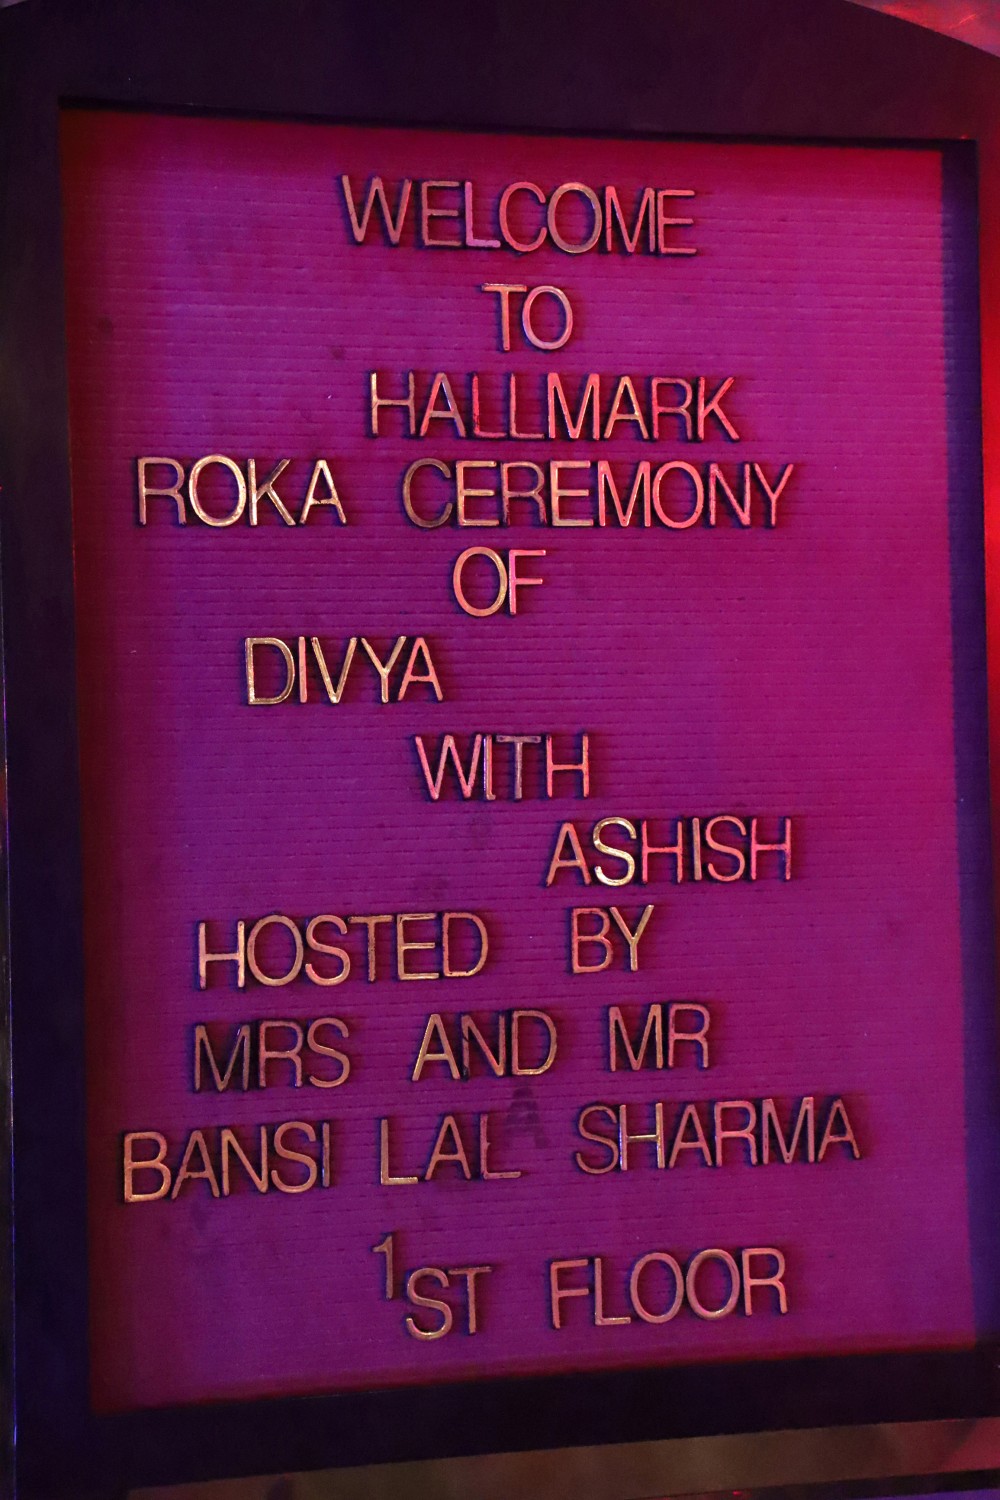 WELCOME
TO
HALLMARK
ROKA CEREMONY
OF
DIVYA
WITH
ASHISH
HOSTED BY
MRS AND MR
BANSI LAL SHARMA
1ST FLOOR